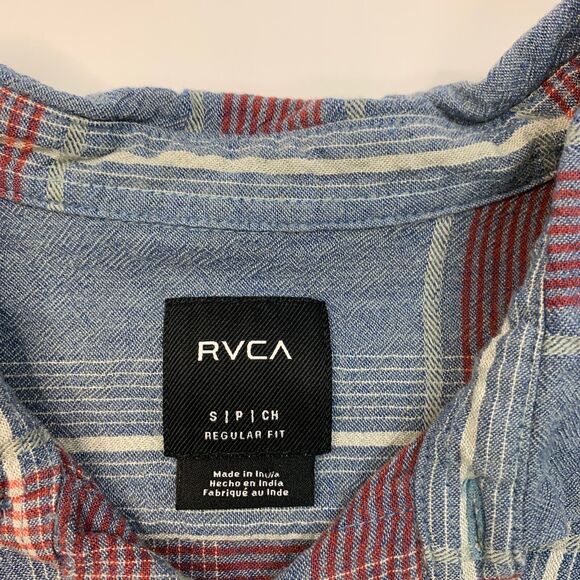 RVCA
S | P | CH
REGULAR FIT
Made in India
Hecho en India
Fabriqué au Inde